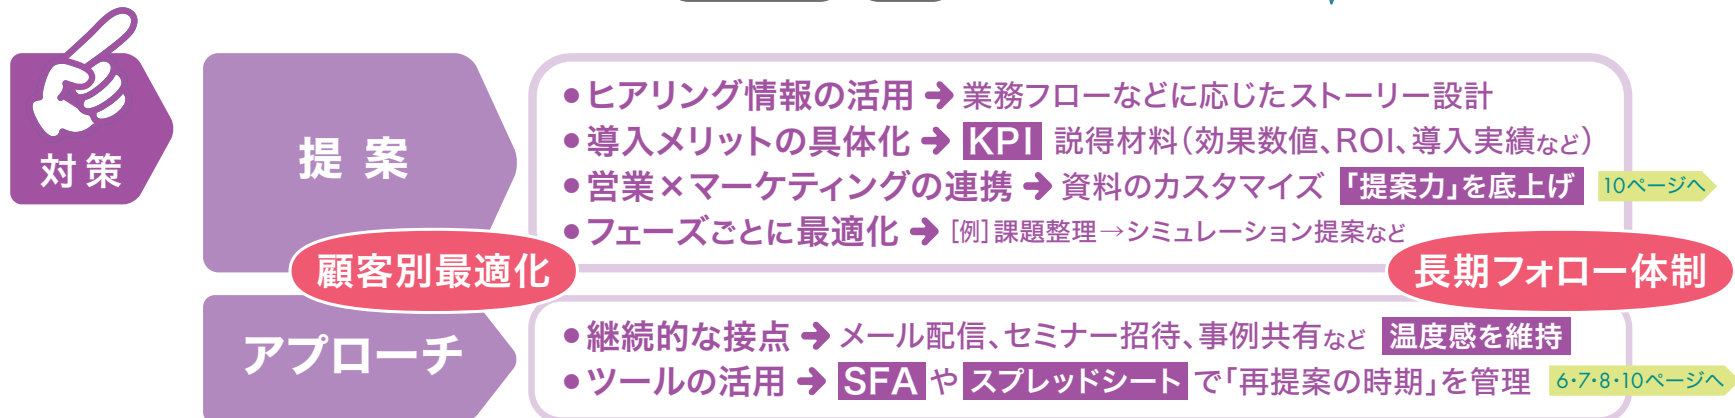 対策
提案
●ヒアリング情報の活用➔業務フローなどに応じたストーリー設計
●導入メリットの具体化➔KPI 説得材料(効果数値、ROI、導入実績など)
●営業×マーケティングの連携➔資料のカスタマイズ 「提案力」を底上げ 10ページへ
●フェーズごとに最適化➔[例]課題整理→シミュレーション提案など
顧客別最適化
長期フォロー体制
アプローチ
●継続的な接点➔メール配信、セミナー招待、事例共有など 温度感を維持
●ツールの活用➔SFAやスプレッドシートで「再提案の時期」を管理 6・7・8・10ページへ